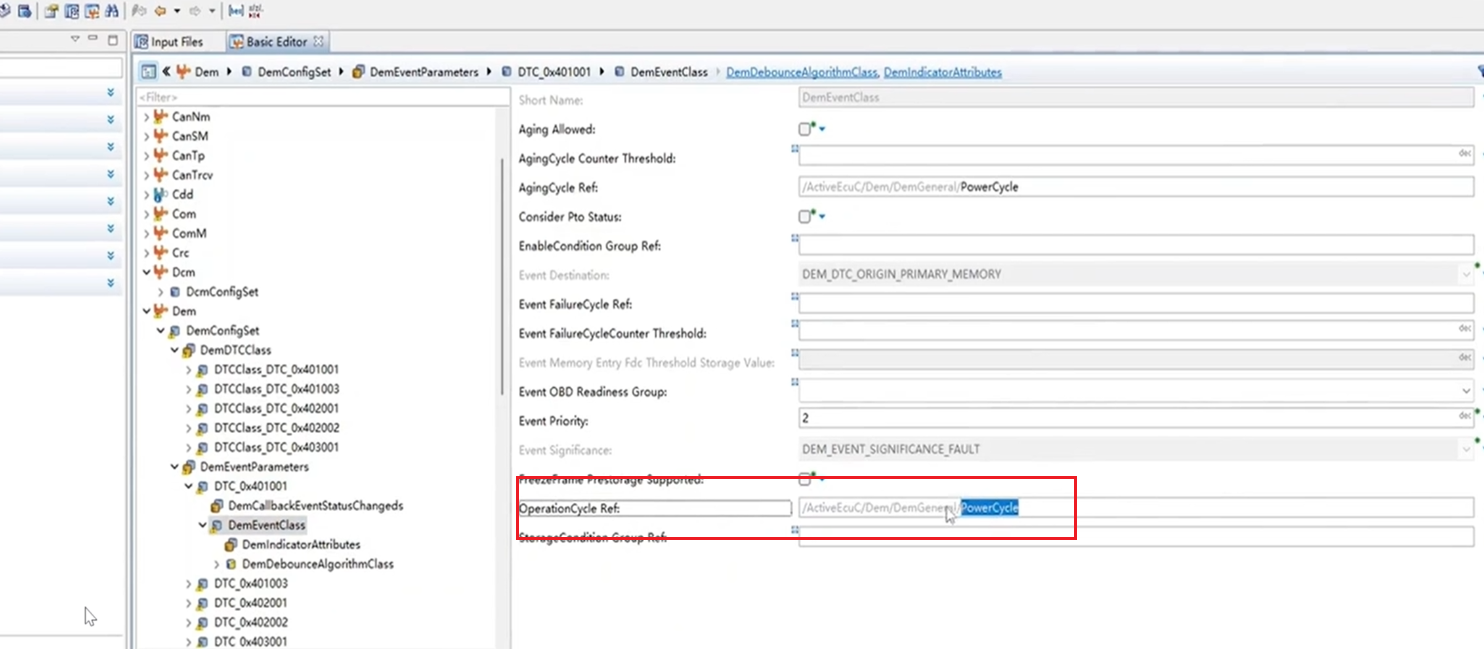 Input Files
Basic Editor
Dem DemConfigSet DemEventParameters DTC_0x401001 DemEventClass DemDebounceAlgorithmClass, DemIndicatorAttributes
<Filter>
CanNm
CanSM
CanTp
CanTrcv
Cdd
Com
ComM
Crc
Dcm
DcmConfigSet
Dem
DemConfigSet
DemDTCClass
DTCClass_DTC_0x401001
DTCClass_DTC_0x401003
DTCClass_DTC_0x402001
DTCClass_DTC_0x402002
DTCClass_DTC_0x403001
DemEventParameters
DTC_0x401001
DemCallbackEventStatusChangeds
DemEventClass
DemIndicatorAttributes
DemDebounceAlgorithmClass
DTC_0x401003
DTC_0x402001
DTC_0x402002
DTC_0x403001
Short Name: DemEventClass
Aging Allowed:
AgingCycle Counter Threshold: dec
AgingCycle Ref: /ActiveEcuC/Dem/DemGeneral/PowerCycle
Consider Pto Status:
EnableCondition Group Ref:
Event Destination: DEM_DTC_ORIGIN_PRIMARY_MEMORY
Event FailureCycle Ref:
Event FailureCycleCounter Threshold: dec
Event Memory Entry Fdc Threshold Storage Value: dec
Event OBD Readiness Group:
Event Priority: 2 dec
Event Significance: DEM_EVENT_SIGNIFICANCE_FAULT
FreezeFrame Prestorage Supported:
OperationCycle Ref: /ActiveEcuC/Dem/DemGeneral/PowerCycle
StorageCondition Group Ref: